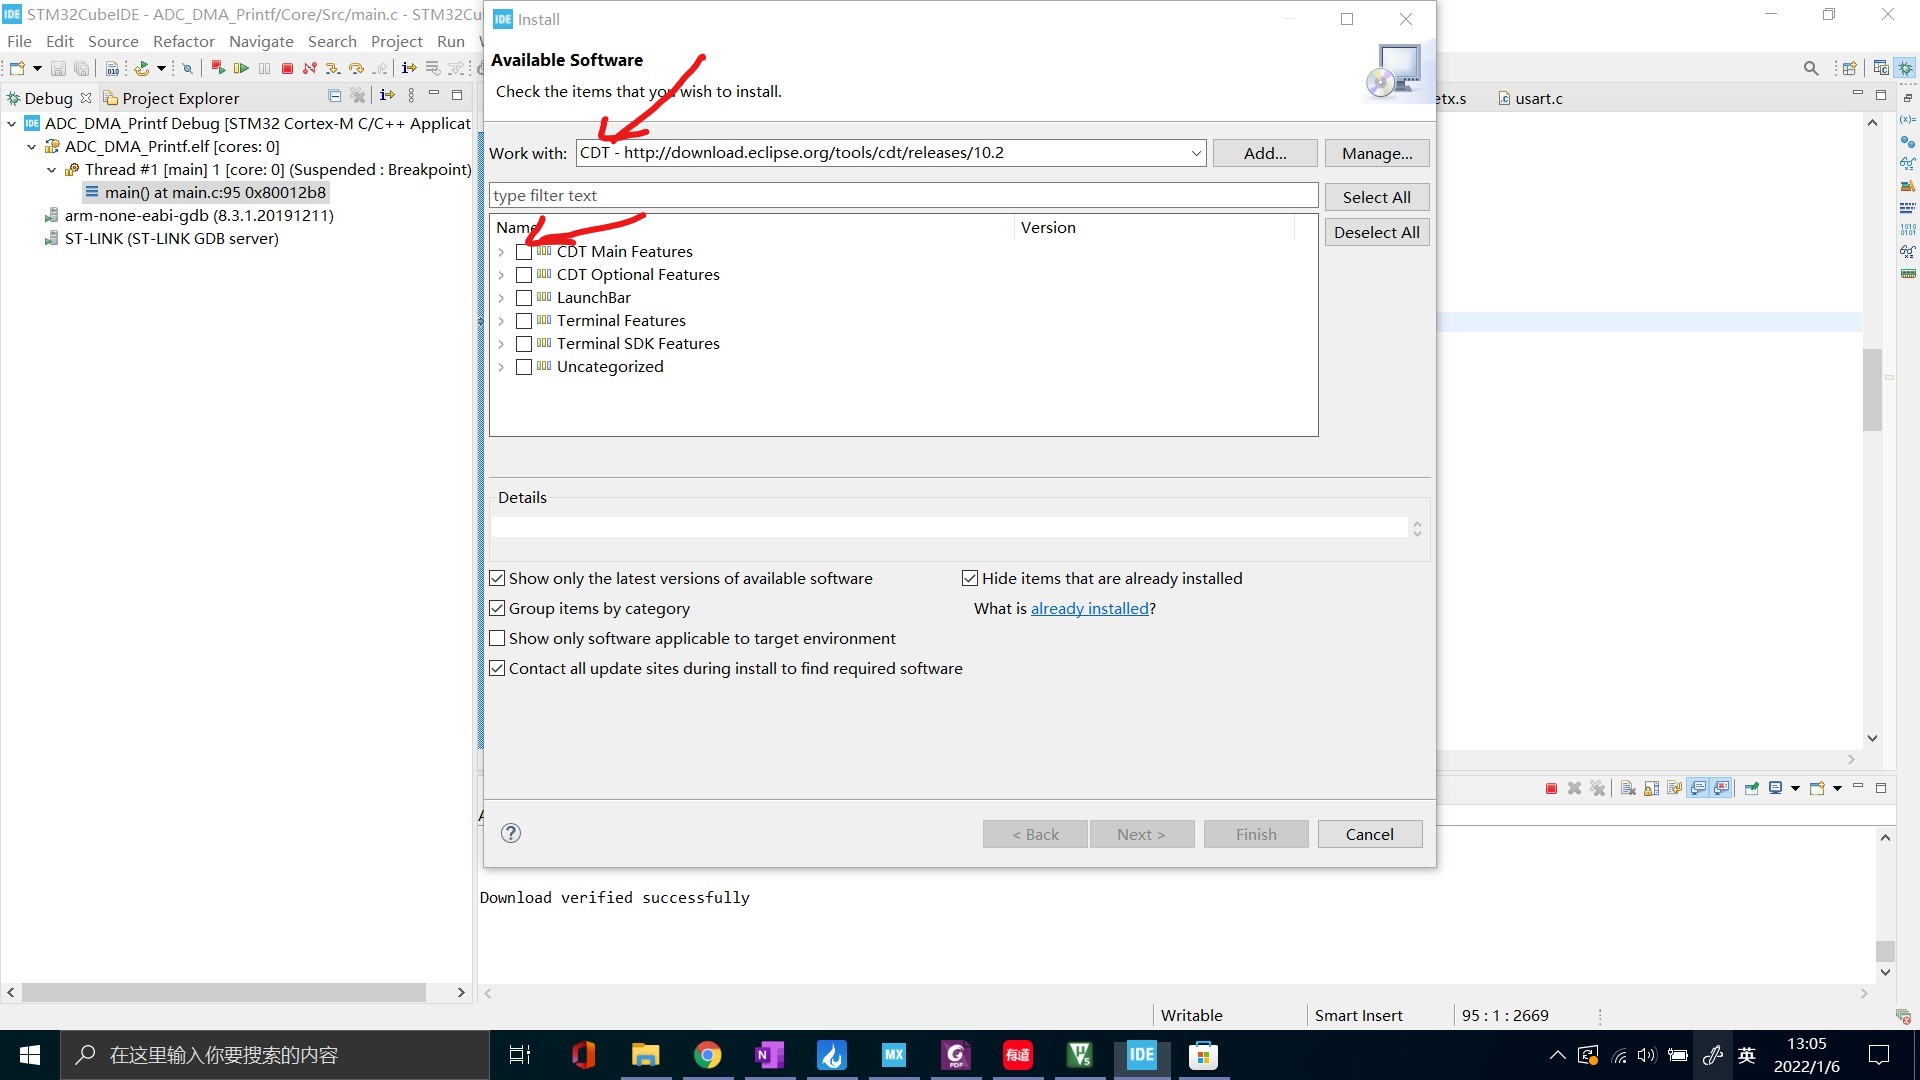 STM32CubeIDE - ADC_DMA_Printf/Core/Src/main.c - STM32Cu
File Edit Source Refactor Navigate Search Project Run
Debug Project Explorer
ADC_DMA_Printf Debug [STM32 Cortex-M C/C++ Applicat
ADC_DMA_Printf.elf [cores: 0]
Thread #1 [main] 1 [core: 0] (Suspended : Breakpoint)
main() at main.c:95 0x80012b8
arm-none-eabi-gdb (8.3.1.20191211)
ST-LINK (ST-LINK GDB server)
IDE Install
Available Software
Check the items that you wish to install.
Work with: CDT - http://download.eclipse.org/tools/cdt/releases/10.2 Add... Manage...
type filter text Select All
Name Version Deselect All
CDT Main Features
CDT Optional Features
LaunchBar
Terminal Features
Terminal SDK Features
Uncategorized
Details
Show only the latest versions of available software Hide items that are already installed
Group items by category What is already installed?
Show only software applicable to target environment
Contact all update sites during install to find required software
< Back Next > Finish Cancel
etx.s usart.c
Download verified successfully
Writable Smart Insert 95 : 1 : 2669
在这里输入你要搜索的内容 MX PDF 有道 IDE 英 13:05
2022/1/6